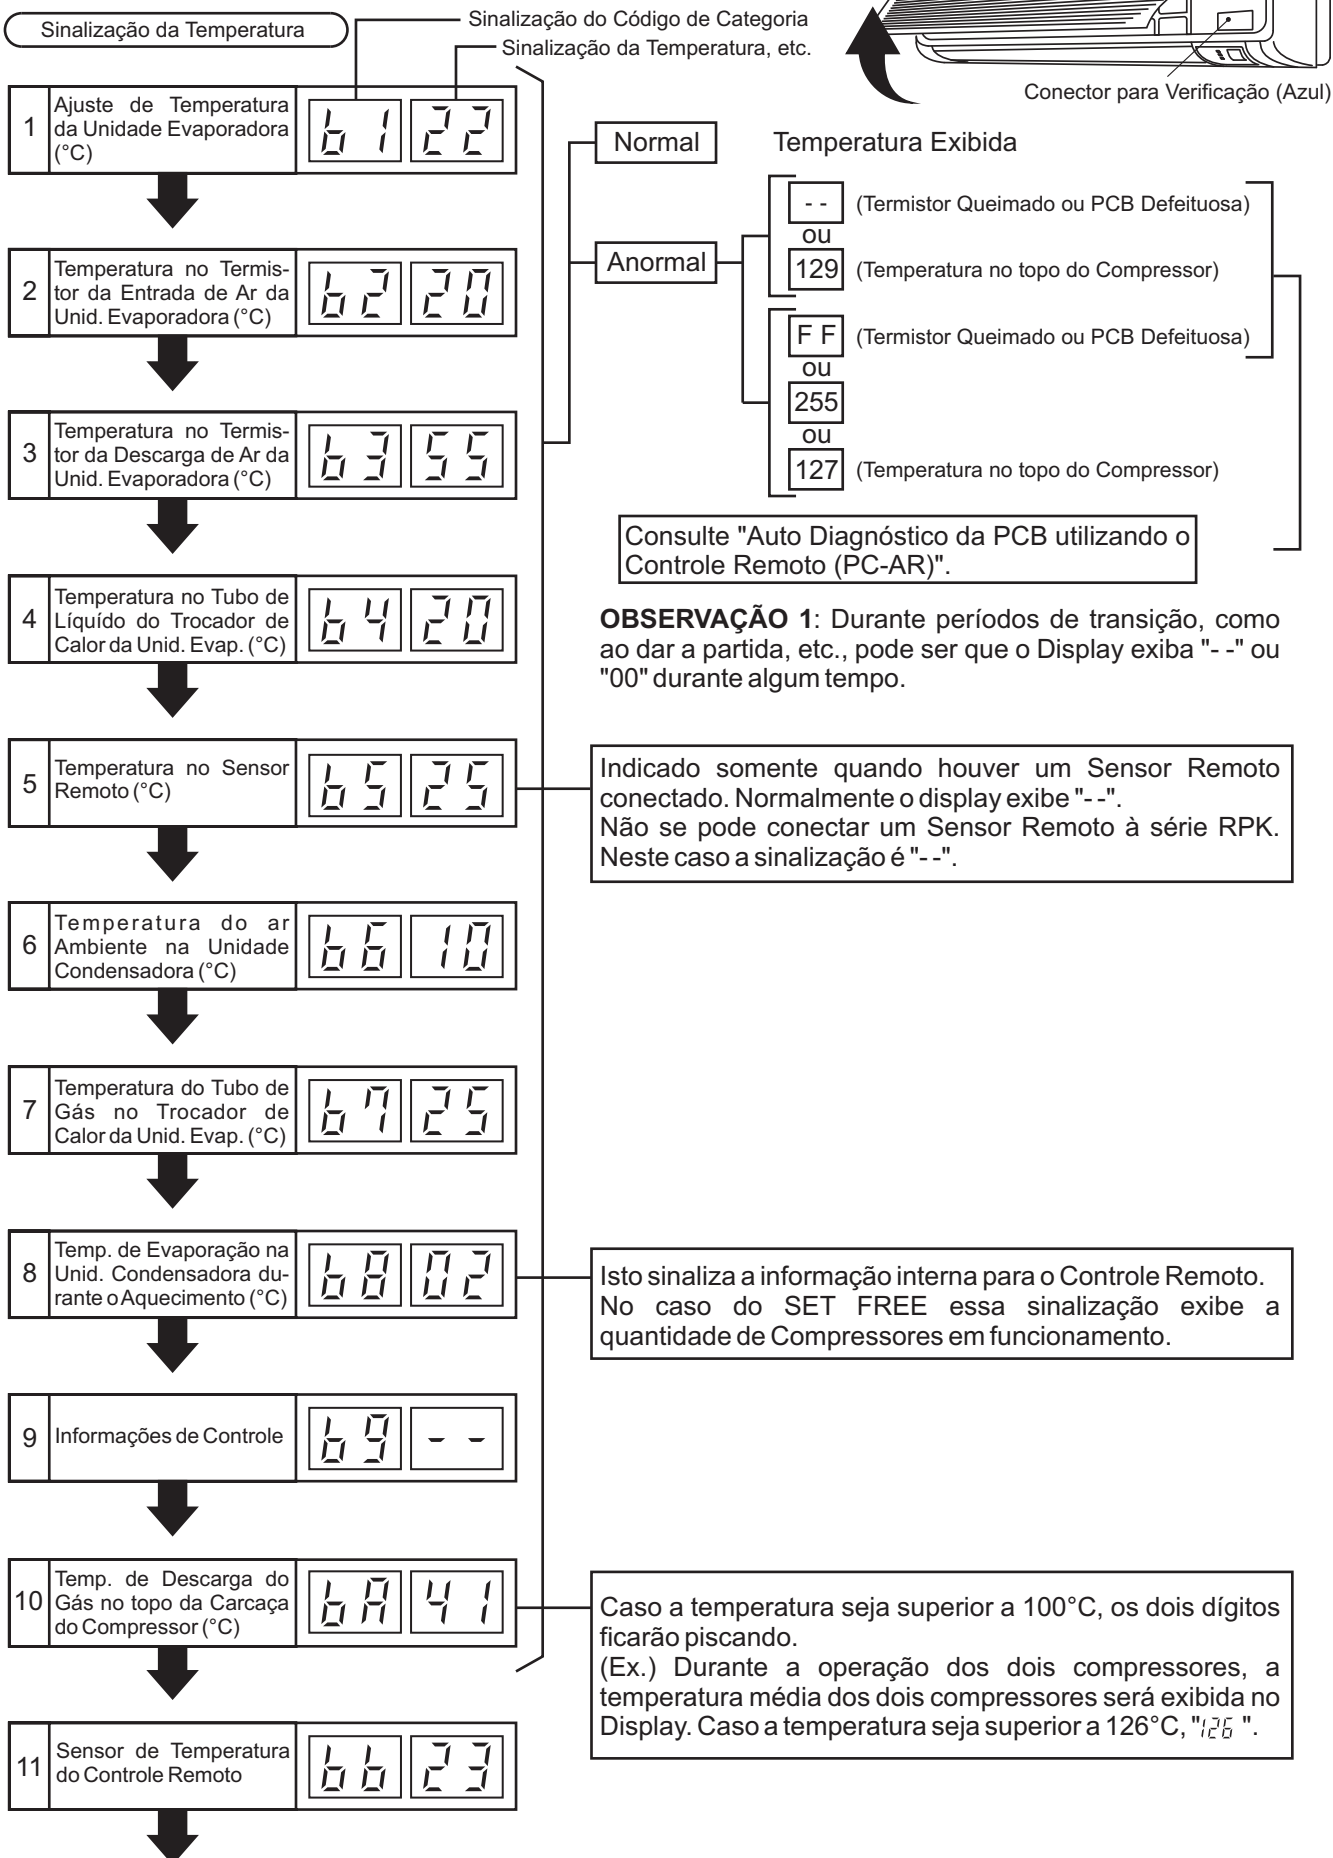 Sinalização da Temperatura
Sinalização do Código de Categoria
Sinalização da Temperatura, etc.
Conector para Verificação (Azul)
1
Ajuste de Temperatura
da Unidade Evaporadora
(°C)
b1 22
2
Temperatura no Termis-
tor da Entrada de Ar da
Unid. Evaporadora (°C)
b2 20
3
Temperatura no Termis-
tor da Descarga de Ar da
Unid. Evaporadora (°C)
b3 55
4
Temperatura no Tubo de
Líquído do Trocador de
Calor da Unid. Evap. (°C)
b4 20
5
Temperatura no Sensor
Remoto (°C)
b5 25
6
Temperatura do ar
Ambiente na Unidade
Condensadora (°C)
b6 10
7
Temperatura do Tubo de
Gás no Trocador de
Calor da Unid. Evap. (°C)
b7 25
8
Temp. de Evaporação na
Unid. Condensadora du-
rante o Aquecimento (°C)
b8 02
9
Informações de Controle
b9 - -
10
Temp. de Descarga do
Gás no topo da Carcaça
do Compressor (°C)
bA 41
11
Sensor de Temperatura
do Controle Remoto
bb 23
Normal Temperatura Exibida
Anormal
- - (Termistor Queimado ou PCB Defeituosa)
ou
129 (Temperatura no topo do Compressor)
F F (Termistor Queimado ou PCB Defeituosa)
ou
255
ou
127 (Temperatura no topo do Compressor)
Consulte "Auto Diagnóstico da PCB utilizando o
Controle Remoto (PC-AR)".
OBSERVAÇÃO 1: Durante períodos de transição, como
ao dar a partida, etc., pode ser que o Display exiba "- -" ou
"00" durante algum tempo.
Indicado somente quando houver um Sensor Remoto
conectado. Normalmente o display exibe "- -".
Não se pode conectar um Sensor Remoto à série RPK.
Neste caso a sinalização é "- -".
Isto sinaliza a informação interna para o Controle Remoto.
No caso do SET FREE essa sinalização exibe a
quantidade de Compressores em funcionamento.
Caso a temperatura seja superior a 100°C, os dois dígitos
ficarão piscando.
(Ex.) Durante a operação dos dois compressores, a
temperatura média dos dois compressores será exibida no
Display. Caso a temperatura seja superior a 126°C, "126 ".